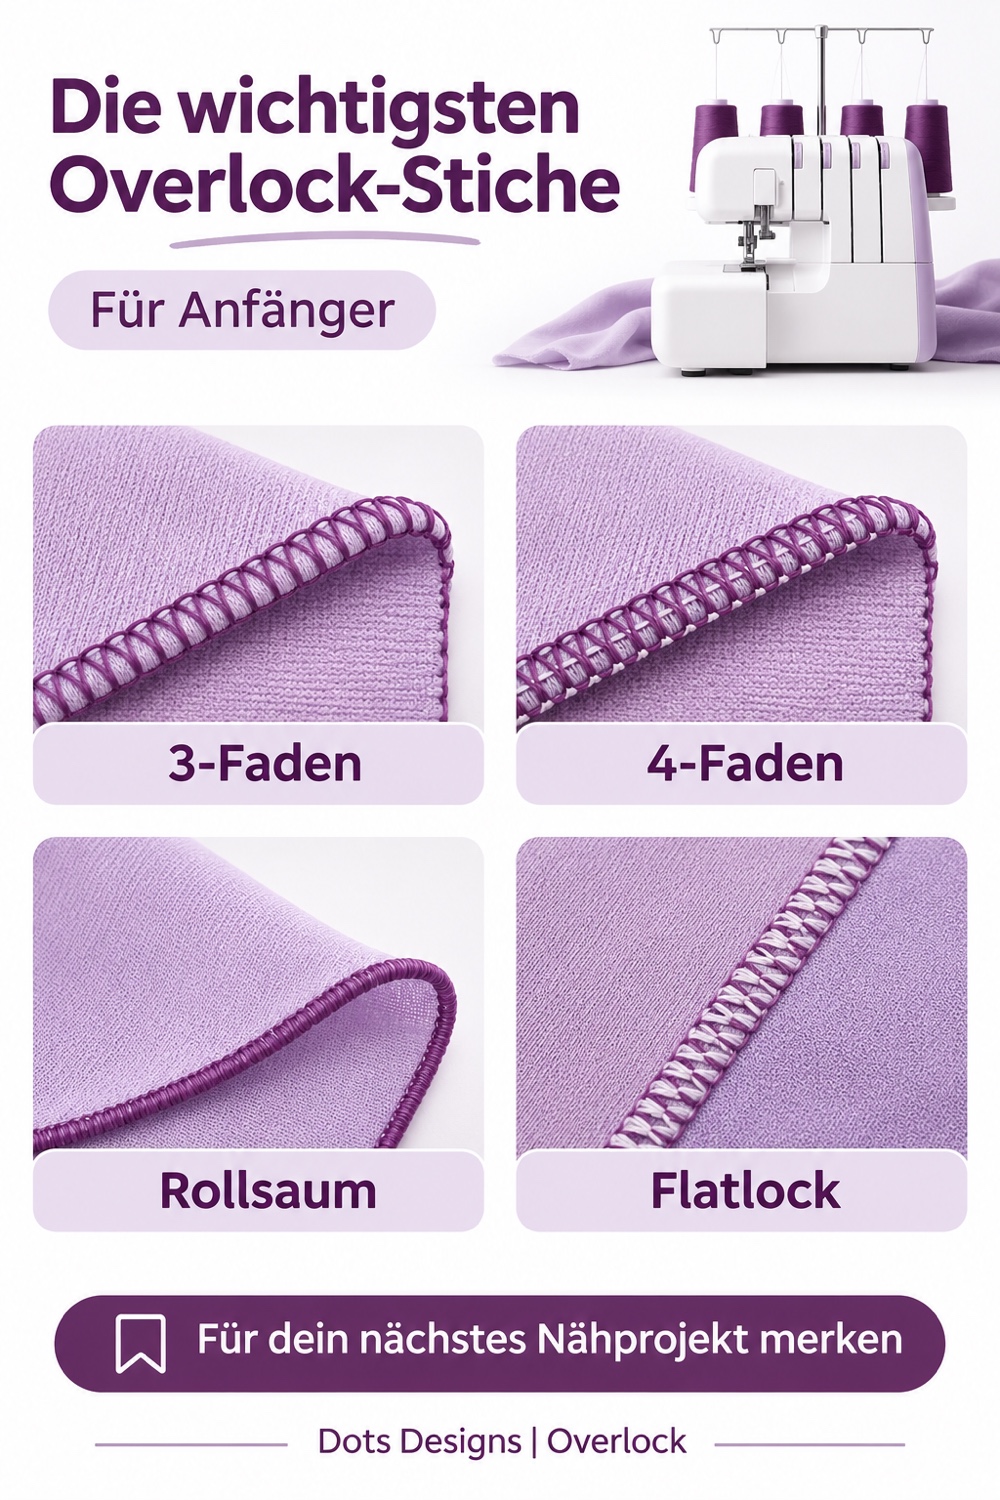 Die wichtigsten
Overlock-Stiche
Für Anfänger
3-Faden
4-Faden
Rollsaum
Flatlock
Für dein nächstes Nähprojekt merken
Dots Designs | Overlock